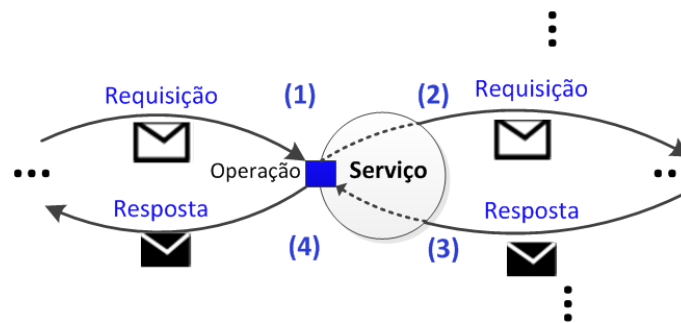 (1)
(2)
Requisição
Requisição
Operação
Serviço
Resposta
Resposta
(4)
(3)